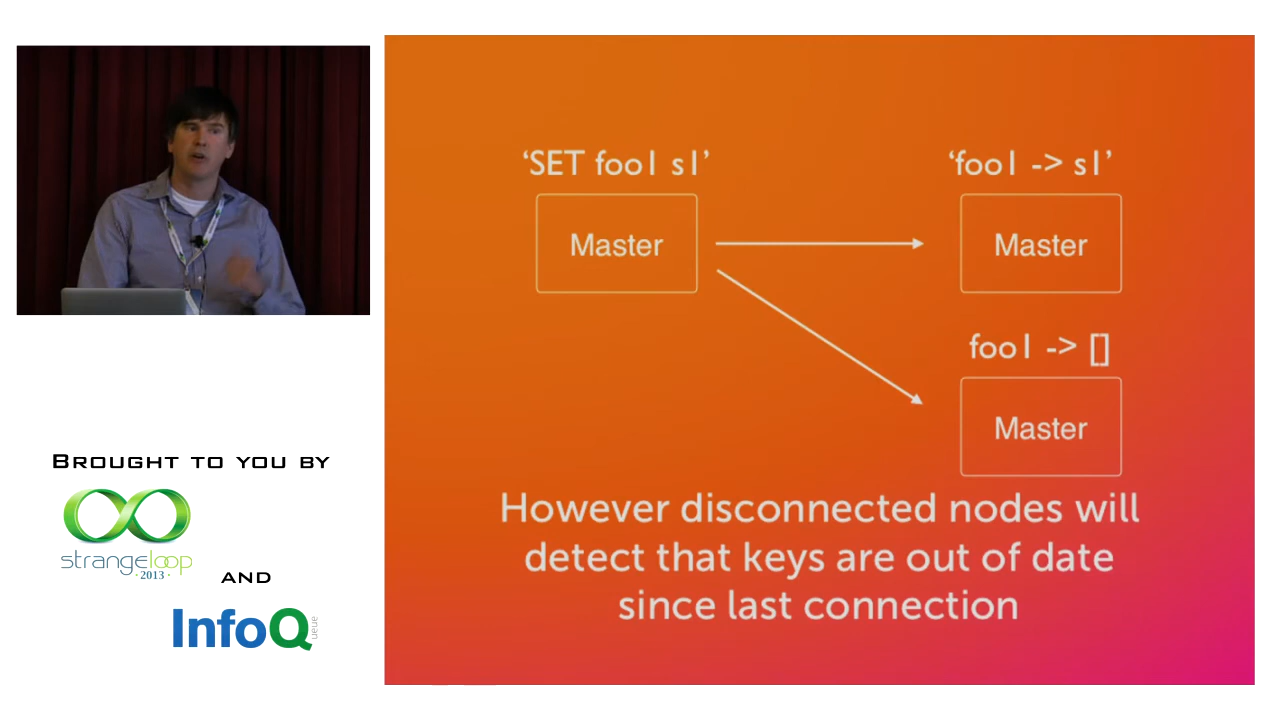 ‘SET foo1 s1’
‘foo1 -> s1’
Master
Master
foo1 -> []
Master
However disconnected nodes will
detect that keys are out of date
since last connection
BROUGHT TO YOU BY
strangeloop
·2013·
AND
InfoQ
ueue